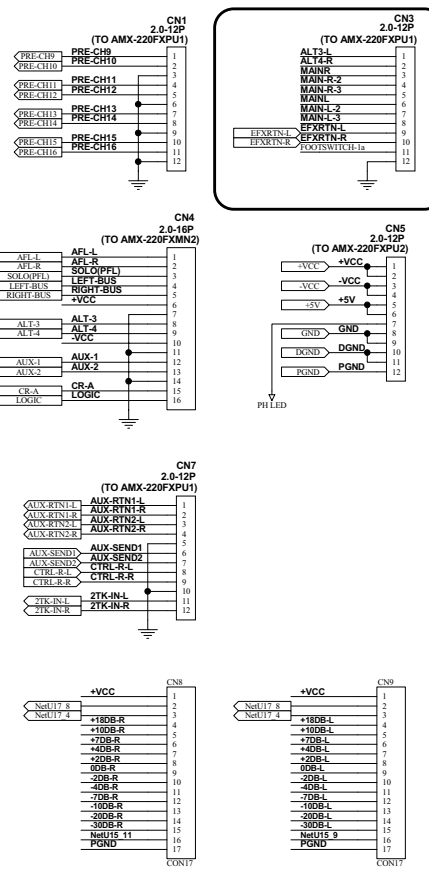 CN1
2.0-12P
(TO AMX-220FXPU1)
PRE-CH9 PRE-CH9 1
PRE-CH10 PRE-CH10 2
3
PRE-CH11 PRE-CH11 4
PRE-CH12 PRE-CH12 5
6
PRE-CH13 PRE-CH13 7
PRE-CH14 PRE-CH14 8
9
PRE-CH15 PRE-CH15 10
PRE-CH16 PRE-CH16 11
12
CN3
2.0-12P
(TO AMX-220FXPU1)
ALT3-L 1
ALT4-R 2
MAINR 3
MAIN-R-2 4
MAIN-R-3 5
MAINL 6
MAIN-L-2 7
MAIN-L-3 8
EFXRTN-L EFXRTN-L 9
EFXRTN-R EFXRTN-R 10
FOOTSWITCH-1a 11
12
CN4
2.0-16P
(TO AMX-220FXMN2)
AFL-L AFL-L 1
AFL-R AFL-R 2
SOLO(PFL) SOLO(PFL) 3
LEFT-BUS LEFT-BUS 4
RIGHT-BUS RIGHT-BUS 5
+VCC 6
7
ALT-3 ALT-3 8
ALT-4 ALT-4 9
-VCC 10
11
AUX-1 AUX-1 12
AUX-2 AUX-2 13
14
CR-A CR-A 15
LOGIC LOGIC 16
CN5
2.0-12P
(TO AMX-220FXPU2)
+VCC +VCC 1
2
-VCC -VCC 3
4
+5V +5V 5
6
7
GND GND 8
9
DGND DGND 10
11
PGND PGND 12
PH LED
CN7
2.0-12P
(TO AMX-220FXPU1)
AUX-RTN1-L AUX-RTN1-L 1
AUX-RTN1-R AUX-RTN1-R 2
AUX-RTN2-L AUX-RTN2-L 3
AUX-RTN2-R AUX-RTN2-R 4
5
AUX-SEND1 AUX-SEND1 6
AUX-SEND2 AUX-SEND2 7
CTRL-R-L CTRL-R-L 8
CTRL-R-R CTRL-R-R 9
10
2TK-IN-L 2TK-IN-L 11
2TK-IN-R 2TK-IN-R 12
CN8
+VCC 1
NetU17_8 2
NetU17_4 3
+18DB-R 4
+10DB-R 5
+7DB-R 6
+4DB-R 7
+2DB-R 8
0DB-R 9
-2DB-R 10
-4DB-R 11
-7DB-R 12
-10DB-R 13
-20DB-R 14
-30DB-R 15
NetU15_11 16
PGND 17
CON17
CN9
+VCC 1
NetU17_8 2
NetU17_4 3
+18DB-L 4
+10DB-L 5
+7DB-L 6
+4DB-L 7
+2DB-L 8
0DB-L 9
-2DB-L 10
-4DB-L 11
-7DB-L 12
-10DB-L 13
-20DB-L 14
-30DB-L 15
NetU15_9 16
PGND 17
CON17